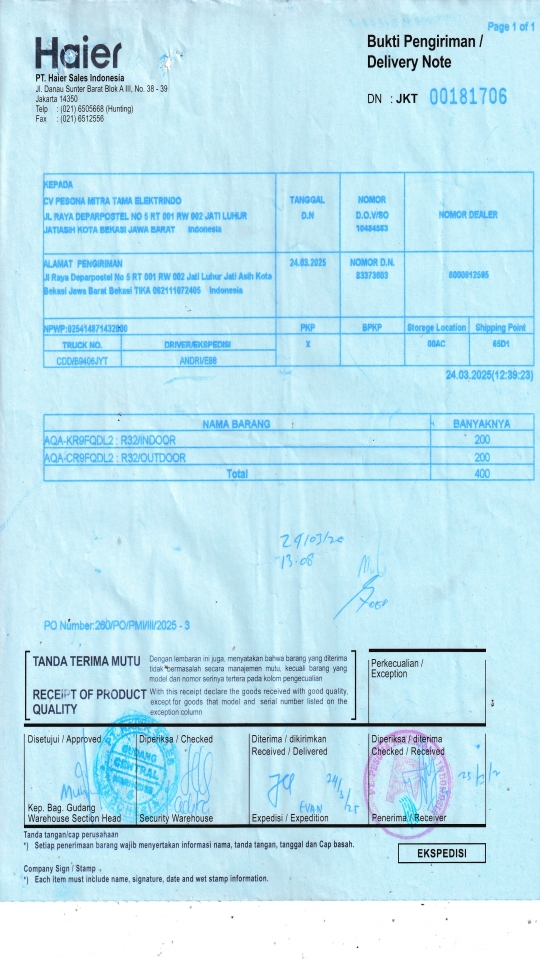 Page 1 of 1
Haier
Bukti Pengiriman /
Delivery Note
PT. Haier Sales Indonesia
Jl. Danau Sunter Barat Blok A III, No. 38 - 39
Jakarta 14350
Telp : (021) 6505668 (Hunting)
Fax : (021) 6512556
DN : JKT 00181706
KEPADA
CV PESONA MITRA TAMA ELEKTRINDO
JL RAYA DEPARPOSTEL NO 5 RT 001 RW 002 JATI LUHUR
JATIASIH KOTA BEKASI JAWA BARAT Indonesia
TANGGAL
D.N
NOMOR
D.O.V/SO
NOMOR DEALER
ALAMAT PENGIRIMAN
Jl Raya Deparpostel No 5 RT 001 RW 002 Jati Luhur Jati Asih Kota
Bekasi Jawa Barat Bekasi TIKA 082111072405 Indonesia
24.03.2025
NOMOR D.N.
83373603
PKP
BPKP
Storege Location
Shipping Point
TRUCK NO.
DRIVER/EKSPEDISI
X
00AC
65D1
CDD/B9406JYT
ANDRI/E88
24.03.2025(12:39:23)
NAMA BARANG
BANYAKNYA
AQA-KR9FQDL2 : R32/INDOOR 200
AQA-CR9FQDL2 : R32/OUTDOOR 200
Total 400
13.08
PO Number:260/PO/PMI/III/2025 - 3
TANDA TERIMA MUTU
Dengan lembaran ini juga, menyatakan bahwa barang yang diterima
tidak bermasalah secara manajemen mutu, kecuali barang yang
model dan nomor serinya tertera pada kolom pengecualian
RECEIPT OF PRODUCT
QUALITY
With this receipt declare the goods received with good quality,
except for goods that model and serial number listed on the
exception column
Perkecualian /
Exception
Disetujui / Approved
Diperiksa / Checked
Diterima / dikirimkan
Received / Delivered
Diperiksa / diterima
Checked / Received
GUDANG
CENTRAL
24/3/25
EVAN
Kep. Bag. Gudang
Warehouse Section Head
Security Warehouse
Expedisi / Expedition
Penerima / Receiver
Tanda tangan/cap perusahaan
*) Setiap penerimaan barang wajib menyertakan informasi nama, tanda tangan, tanggal dan Cap basah.
EKSPEDISI
Company Sign / Stamp
*) Each item must include name, signature, date and wet stamp information.